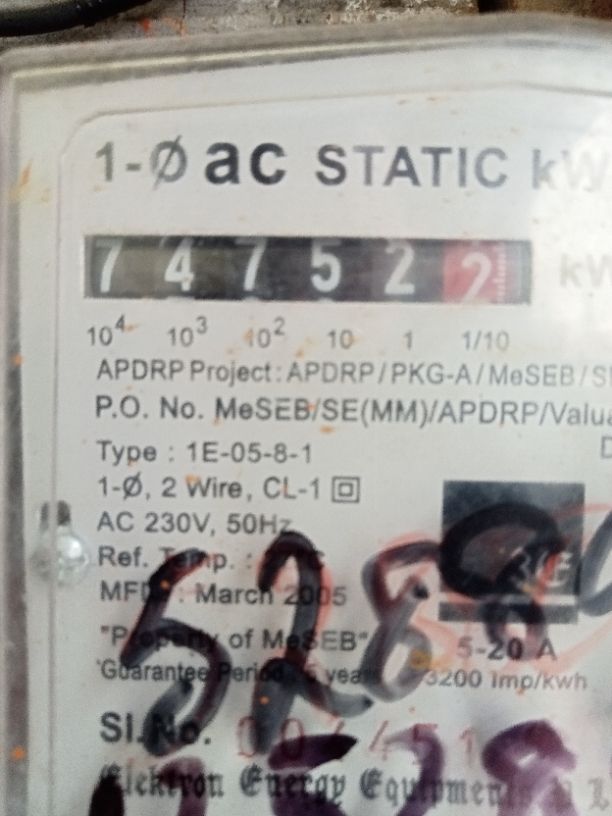 1-Ø ac STATIC kW
7 4 7 5 2 2
kW
10⁴ 10³ 10² 10 1 1/10
APDRP Project : APDRP/PKG-A/MeSEB/S
P.O. No. MeSEB/SE(MM)/APDRP/Valua
Type : 1E-05-8-1
D
1-Ø, 2 Wire, CL-1
AC 230V, 50Hz
Ref. Temp. :
MFD : March 2005
"Property of MeSEB"
5-20 A
Guarantee Period
3200 Imp/kwh
528
Sl.No.
Elektron Energy Equipments